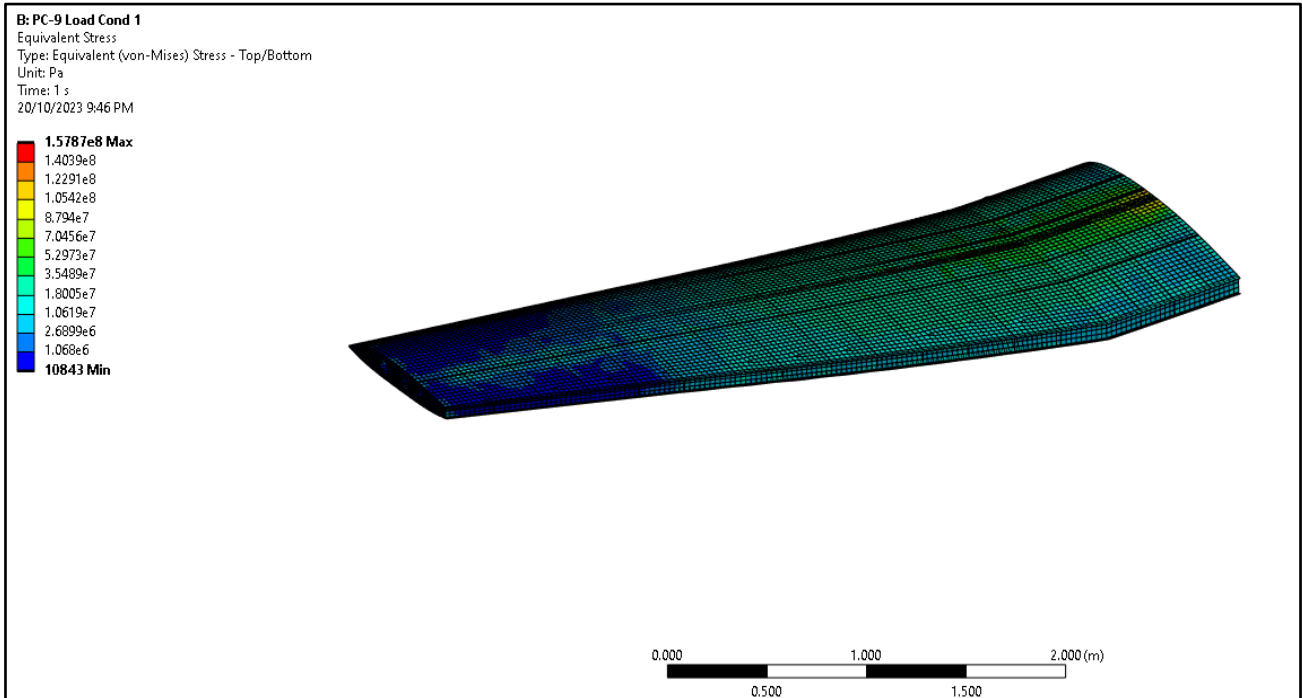 B: PC-9 Load Cond 1
Equivalent Stress
Type: Equivalent (von-Mises) Stress - Top/Bottom
Unit: Pa
Time: 1 s
20/10/2023 9:46 PM
1.5787e8 Max
1.4039e8
1.2291e8
1.0542e8
8.794e7
7.0456e7
5.2973e7
3.5489e7
1.8005e7
1.0619e7
2.6899e6
1.068e6
10843 Min
0.000 1.000 2.000 (m)
0.500 1.500